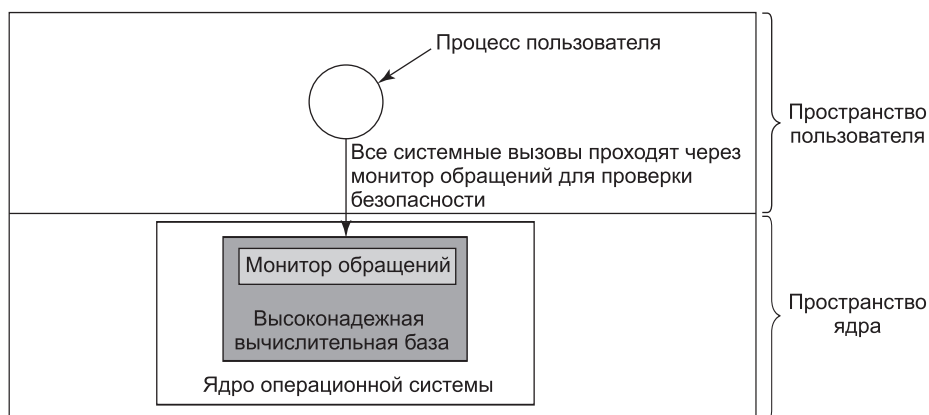 Процесс пользователя
Пространство
пользователя
Все системные вызовы проходят через
монитор обращений для проверки
безопасности
Монитор обращений
Высоконадежная
вычислительная база
Ядро операционной системы
Пространство
ядра